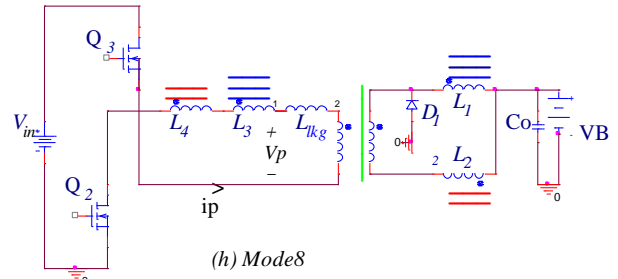 Q3
L1
L4
L3
1
Llkg
2
D1
Vin
+
Vp
-
0
Co
+
-
VB
2
L2
Q2
ip
0
0
(h) Mode8